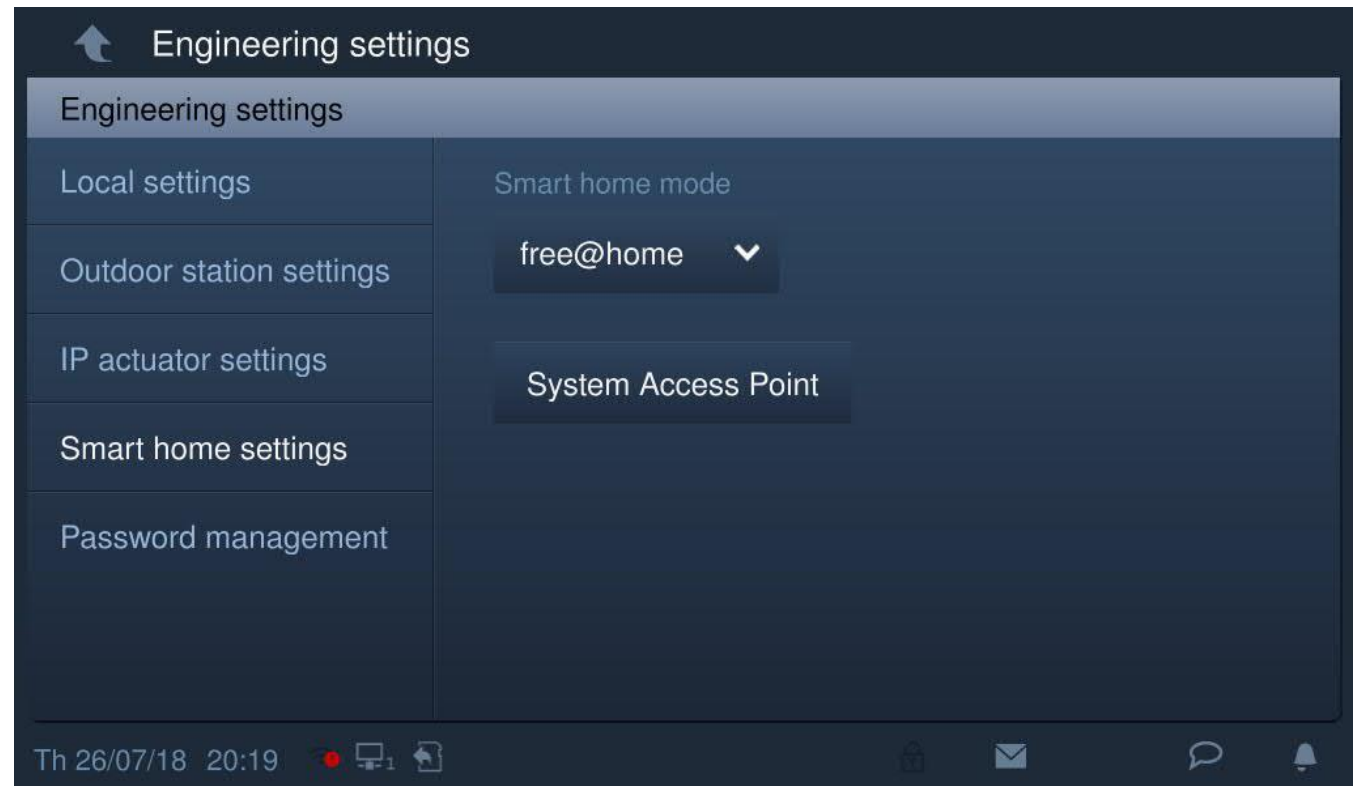 Engineering settings
Engineering settings
Local settings
Smart home mode
free@home
Outdoor station settings
IP actuator settings
System Access Point
Smart home settings
Password management
Th 26/07/18 20:19
1